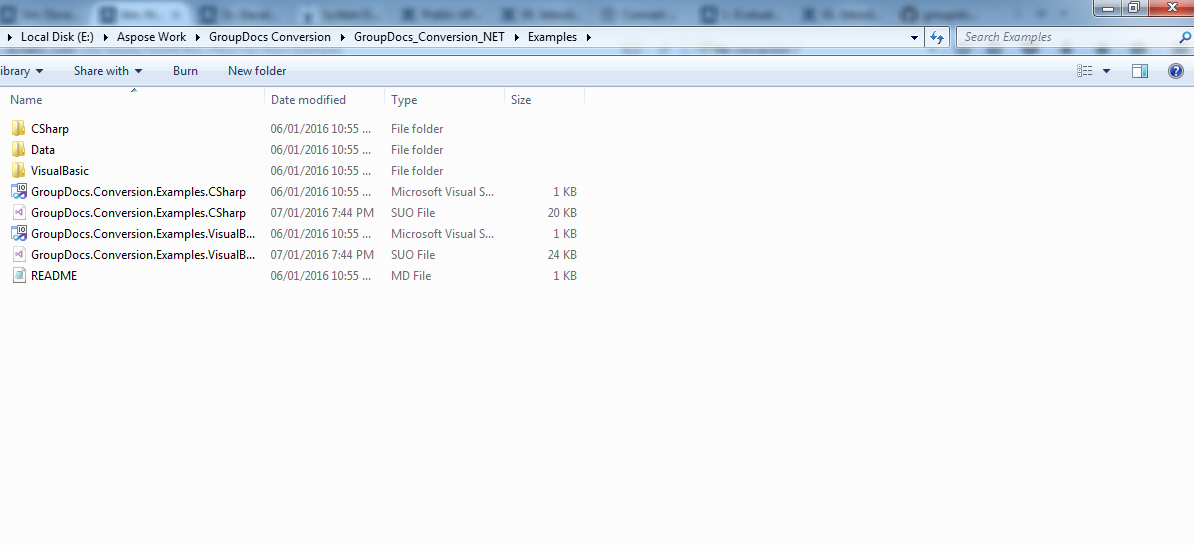 Local Disk (E:) Aspose Work GroupDocs Conversion GroupDocs_Conversion_NET Examples Search Examples
ibrary Share with Burn New folder
Name Date modified Type Size
CSharp 06/01/2016 10:55 ... File folder
Data 06/01/2016 10:55 ... File folder
VisualBasic 06/01/2016 10:55 ... File folder
GroupDocs.Conversion.Examples.CSharp 06/01/2016 10:55 ... Microsoft Visual S... 1 KB
GroupDocs.Conversion.Examples.CSharp 07/01/2016 7:44 PM SUO File 20 KB
GroupDocs.Conversion.Examples.VisualB... 06/01/2016 10:55 ... Microsoft Visual S... 1 KB
GroupDocs.Conversion.Examples.VisualB... 07/01/2016 7:44 PM SUO File 24 KB
README 06/01/2016 10:55 ... MD File 1 KB